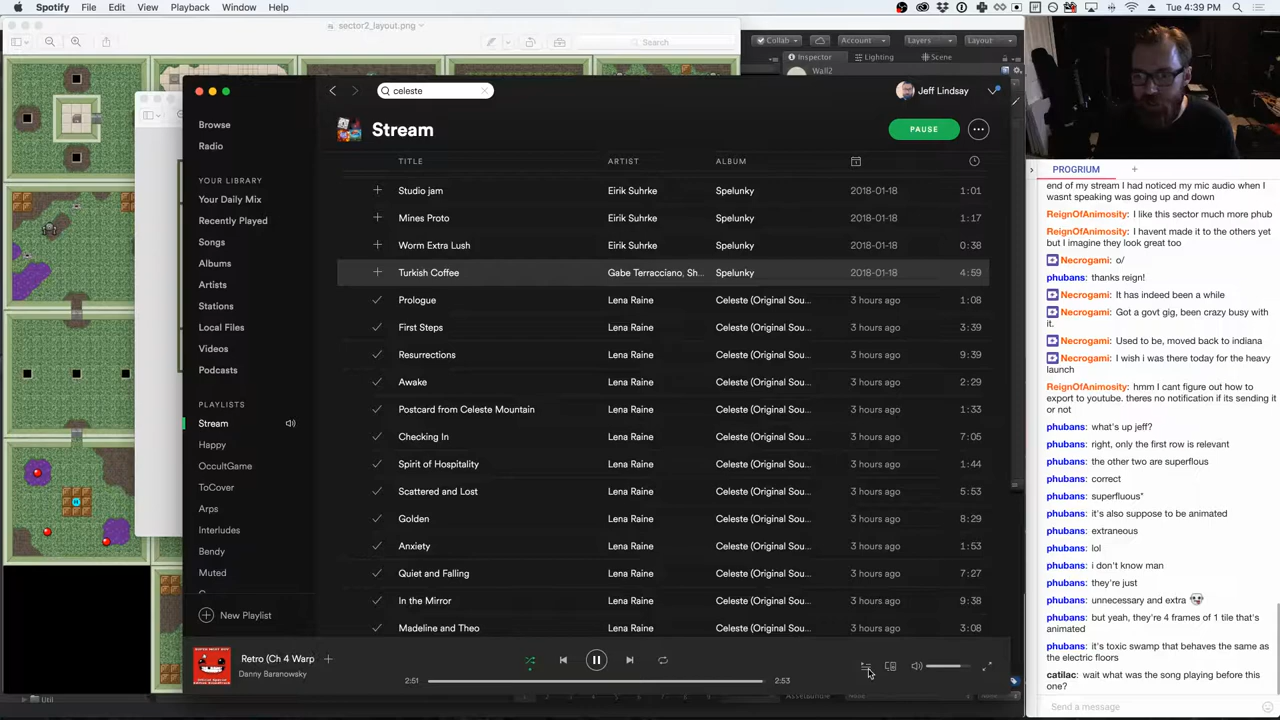 Spotify File Edit View Playback Window Help
Tue 4:39 PM
sector2_layout.png
Search
Collab
Account
Layers
Layout
Inspector
Lighting
Scene
Wall2
celeste
Jeff Lindsay
Stream
PAUSE
Browse
Radio
YOUR LIBRARY
Your Daily Mix
Recently Played
Songs
Albums
Artists
Stations
Local Files
Videos
Podcasts
PLAYLISTS
Stream
Happy
OccultGame
ToCover
Arps
Interludes
Bendy
Muted
New Playlist
TITLE ARTIST ALBUM
Studio jam Eirik Suhrke Spelunky 2018-01-18 1:01
Mines Proto Eirik Suhrke Spelunky 2018-01-18 1:17
Worm Extra Lush Eirik Suhrke Spelunky 2018-01-18 0:38
Turkish Coffee Gabe Terracciano, Sh... Spelunky 2018-01-18 4:59
Prologue Lena Raine Celeste (Original Sou... 3 hours ago 1:08
First Steps Lena Raine Celeste (Original Sou... 3 hours ago 3:39
Resurrections Lena Raine Celeste (Original Sou... 3 hours ago 9:39
Awake Lena Raine Celeste (Original Sou... 3 hours ago 2:29
Postcard from Celeste Mountain Lena Raine Celeste (Original Sou... 3 hours ago 1:33
Checking In Lena Raine Celeste (Original Sou... 3 hours ago 7:05
Spirit of Hospitality Lena Raine Celeste (Original Sou... 3 hours ago 1:44
Scattered and Lost Lena Raine Celeste (Original Sou... 3 hours ago 5:53
Golden Lena Raine Celeste (Original Sou... 3 hours ago 8:29
Anxiety Lena Raine Celeste (Original Sou... 3 hours ago 1:53
Quiet and Falling Lena Raine Celeste (Original Sou... 3 hours ago 7:27
In the Mirror Lena Raine Celeste (Original Sou... 3 hours ago 9:38
Madeline and Theo Lena Raine Celeste (Original Sou... 3 hours ago 3:08
Retro (Ch 4 Warp
Danny Baranowsky
2:51
2:53
Util
PROGRIUM
end of my stream I had noticed my mic audio when I
wasnt speaking was going up and down
ReignOfAnimosity: I like this sector much more phub
ReignOfAnimosity: I havent made it to the others yet
but I imagine they look great too
Necrogami: o/
phubans: thanks reign!
Necrogami: It has indeed been a while
Necrogami: Got a govt gig, been crazy busy with
it.
Necrogami: Used to be, moved back to indiana
Necrogami: I wish i was there today for the heavy
launch
ReignOfAnimosity: hmm I cant figure out how to
export to youtube. theres no notification if its sending it
or not
phubans: what's up jeff?
phubans: right, only the first row is relevant
phubans: the other two are superflous
phubans: correct
phubans: superfluous*
phubans: it's also suppose to be animated
phubans: extraneous
phubans: lol
phubans: i don't know man
phubans: they're just
phubans: unnecessary and extra
phubans: but yeah, they're 4 frames of 1 tile that's
animated
phubans: it's toxic swamp that behaves the same as
the electric floors
catilac: wait what was the song playing before this
one?
Send a message